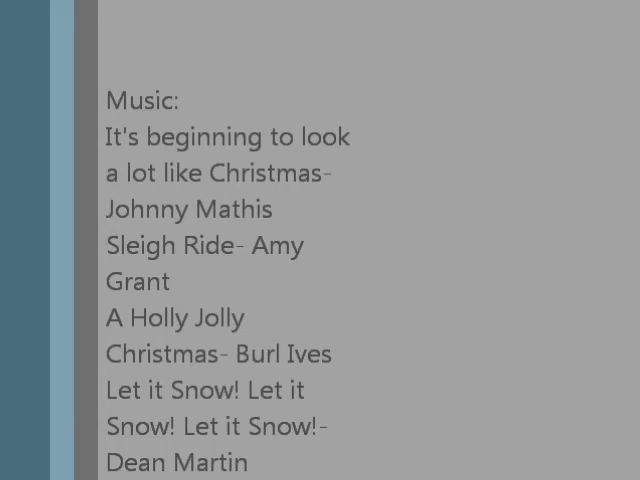 Music:
It's beginning to look
a lot like Christmas-
Johnny Mathis
Sleigh Ride- Amy
Grant
A Holly Jolly
Christmas- Burl Ives
Let it Snow! Let it
Snow! Let it Snow!-
Dean Martin